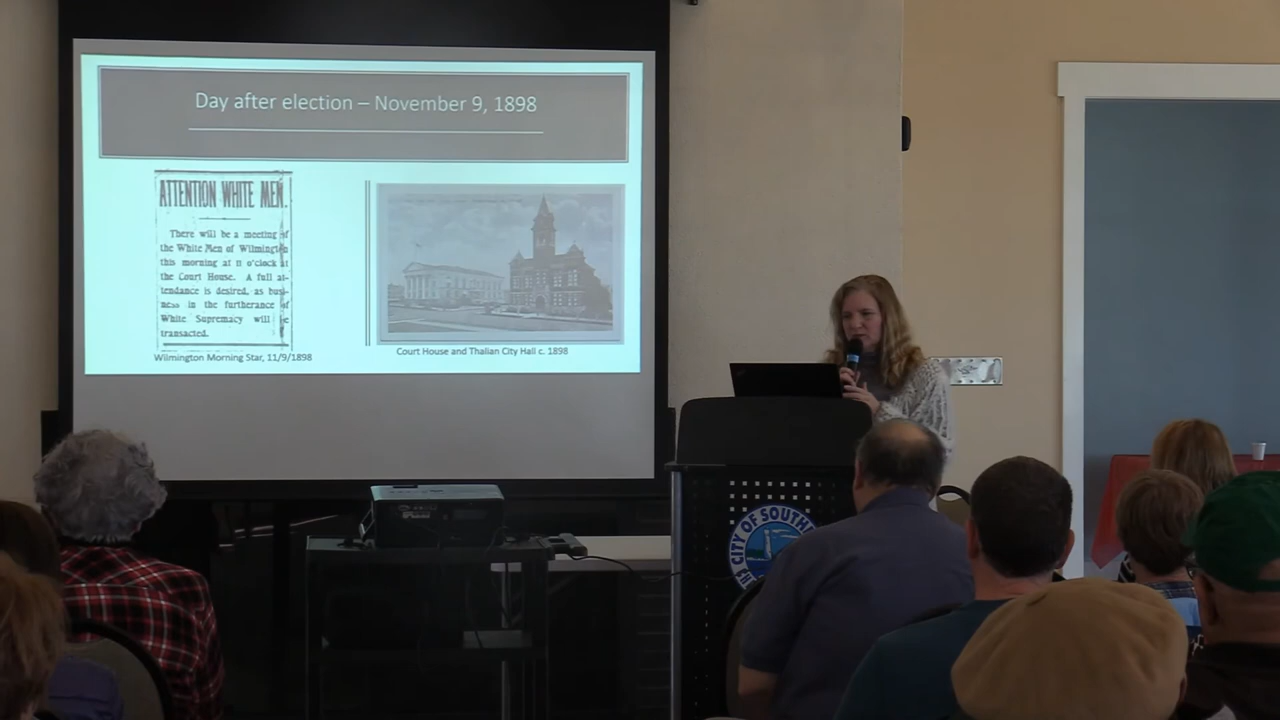 Day after election – November 9, 1898
ATTENTION WHITE MEN.
There will be a meeting of
the White Men of Wilmington
this morning at 11 o'clock at
the Court House. A full at-
tendance is desired, as busi-
ness in the furtherance of
White Supremacy will be
transacted.
Wilmington Morning Star, 11/9/1898
Court House and Thalian City Hall c. 1898
CITY OF SOUTH